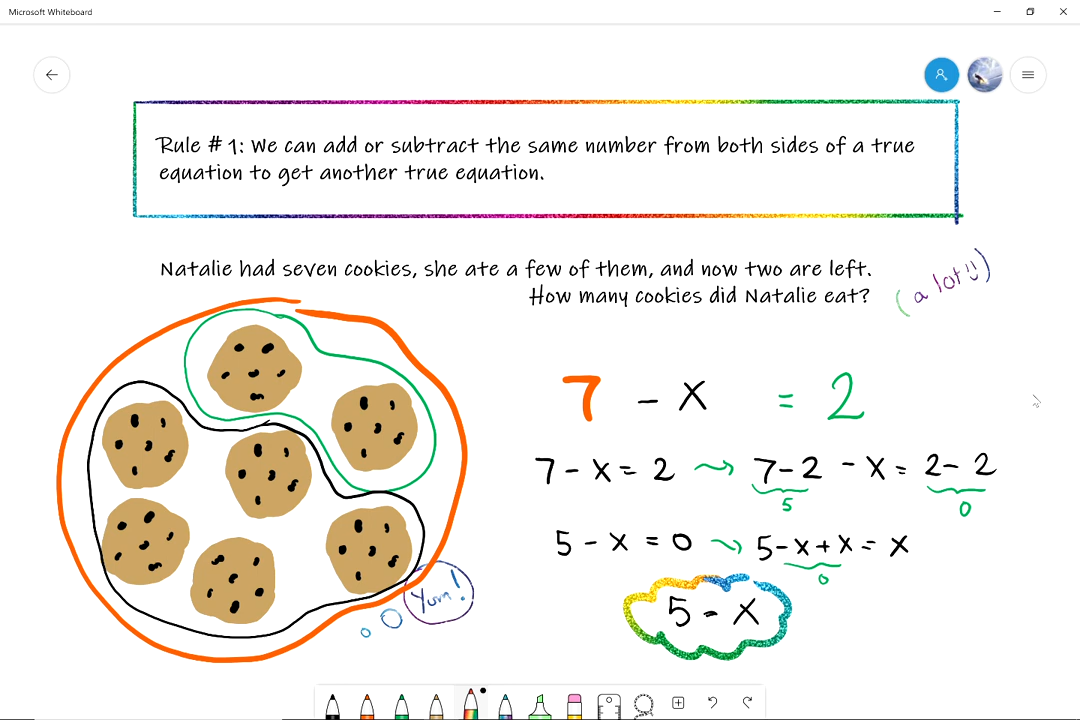 Microsoft Whiteboard
Rule # 1: We can add or subtract the same number from both sides of a true
equation to get another true equation.
Natalie had seven cookies, she ate a few of them, and now two are left.
(a lot!!)
How many cookies did Natalie eat?
7 - x = 2
7 - x = 2 → 7-2 - x = 2-2
5 0
5 - x = 0 → 5-x+x = x
0
5 = x
Yum!